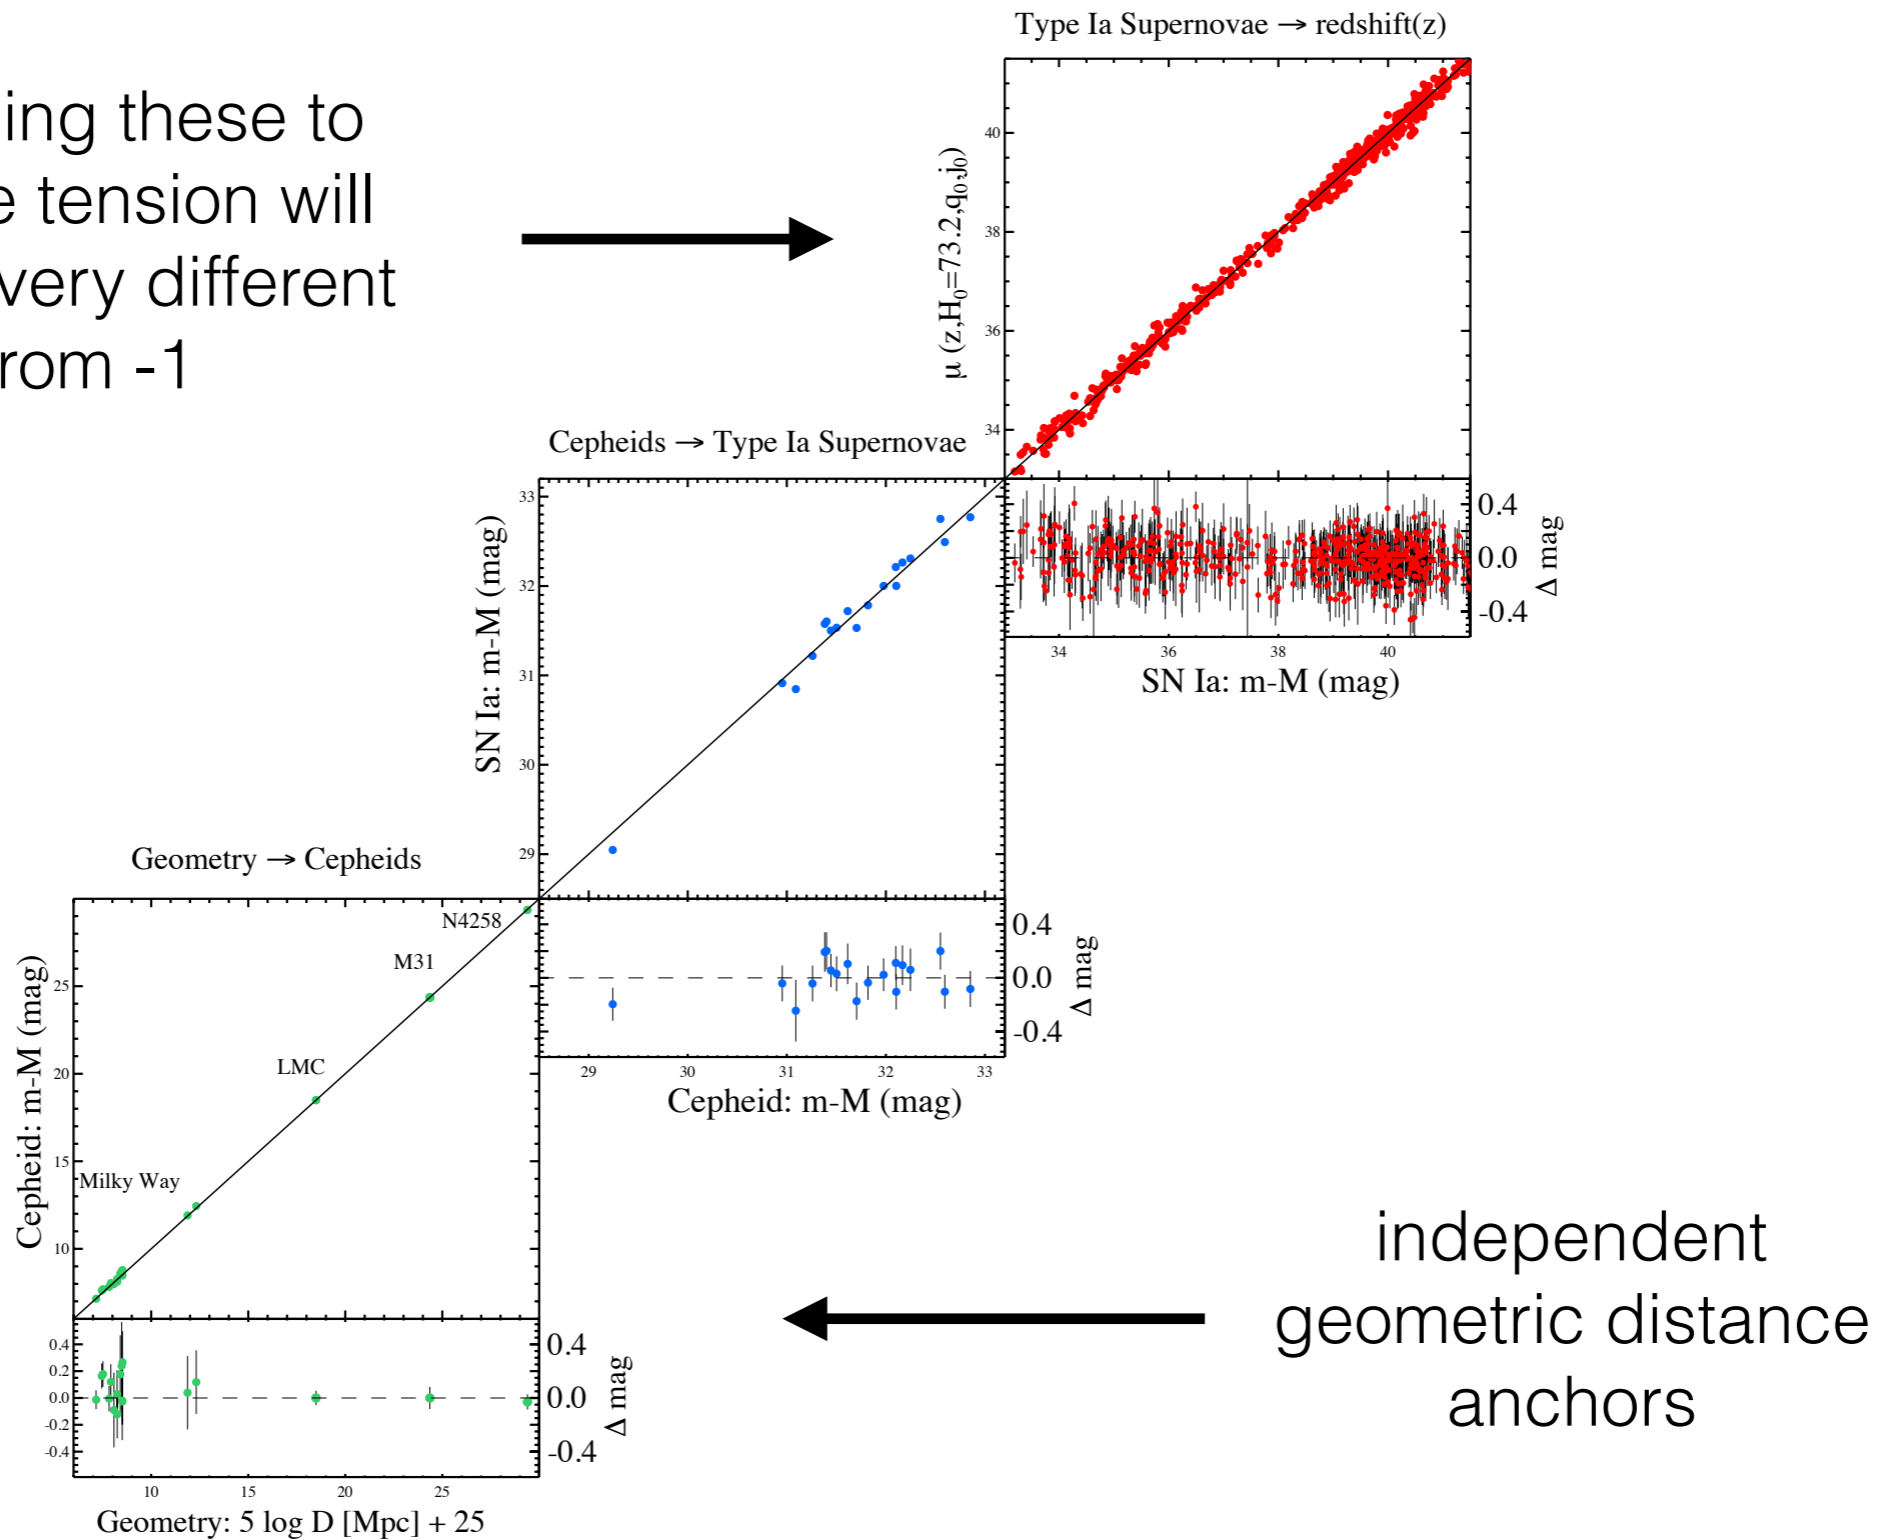 Type Ia Supernovae → redshift(z)
ing these to
e tension will
very different
rom -1
μ (z,H₀=73.2,q₀,j₀)
40
38
36
34
0.4
0.0
-0.4
Δ mag
34 36 38 40
SN Ia: m-M (mag)
Cepheids → Type Ia Supernovae
SN Ia: m-M (mag)
33
32
31
30
29
0.4
0.0
-0.4
Δ mag
29 30 31 32 33
Cepheid: m-M (mag)
Geometry → Cepheids
Cepheid: m-M (mag)
25
20
15
10
N4258
M31
LMC
Milky Way
0.4
0.2
0.0
-0.2
-0.4
0.4
0.0
-0.4
Δ mag
10 15 20 25
Geometry: 5 log D [Mpc] + 25
independent
geometric distance
anchors